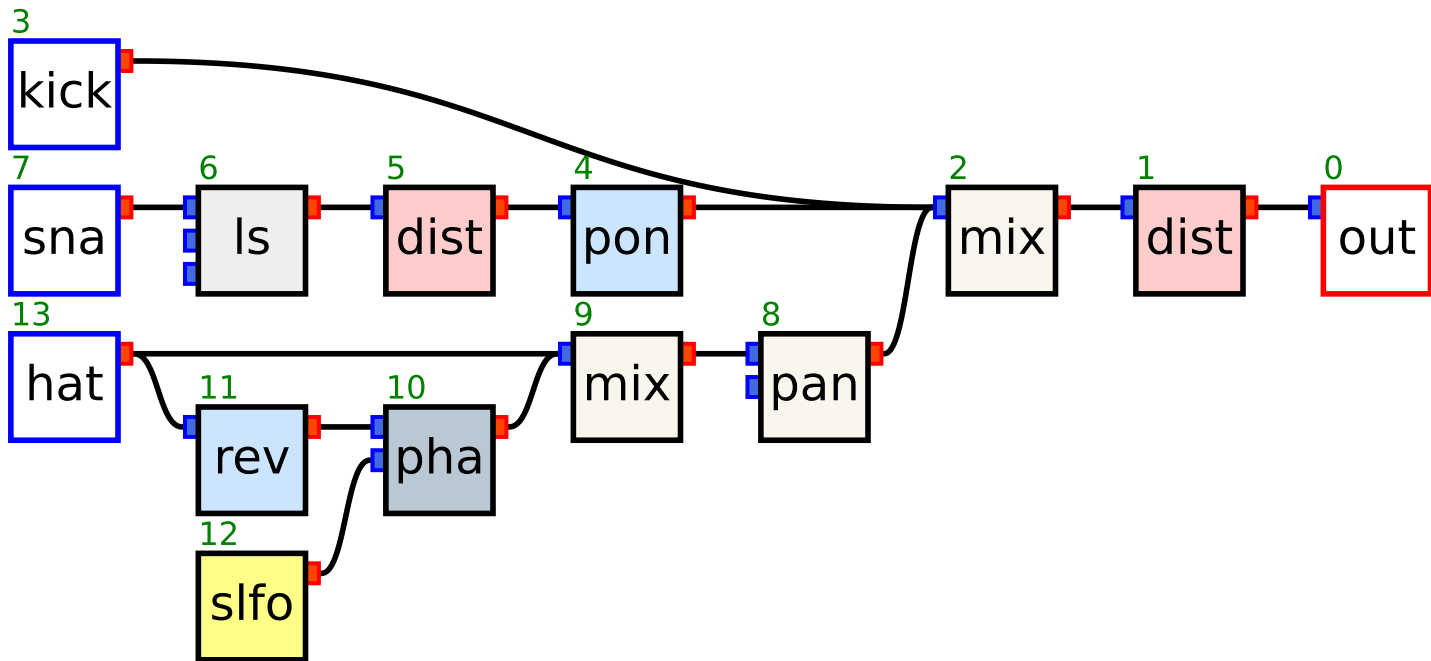 3
kick
7 6 5 4 2 1 0
sna ls dist pon mix dist out
13 9 8
hat mix pan
11 10
rev pha
12
slfo